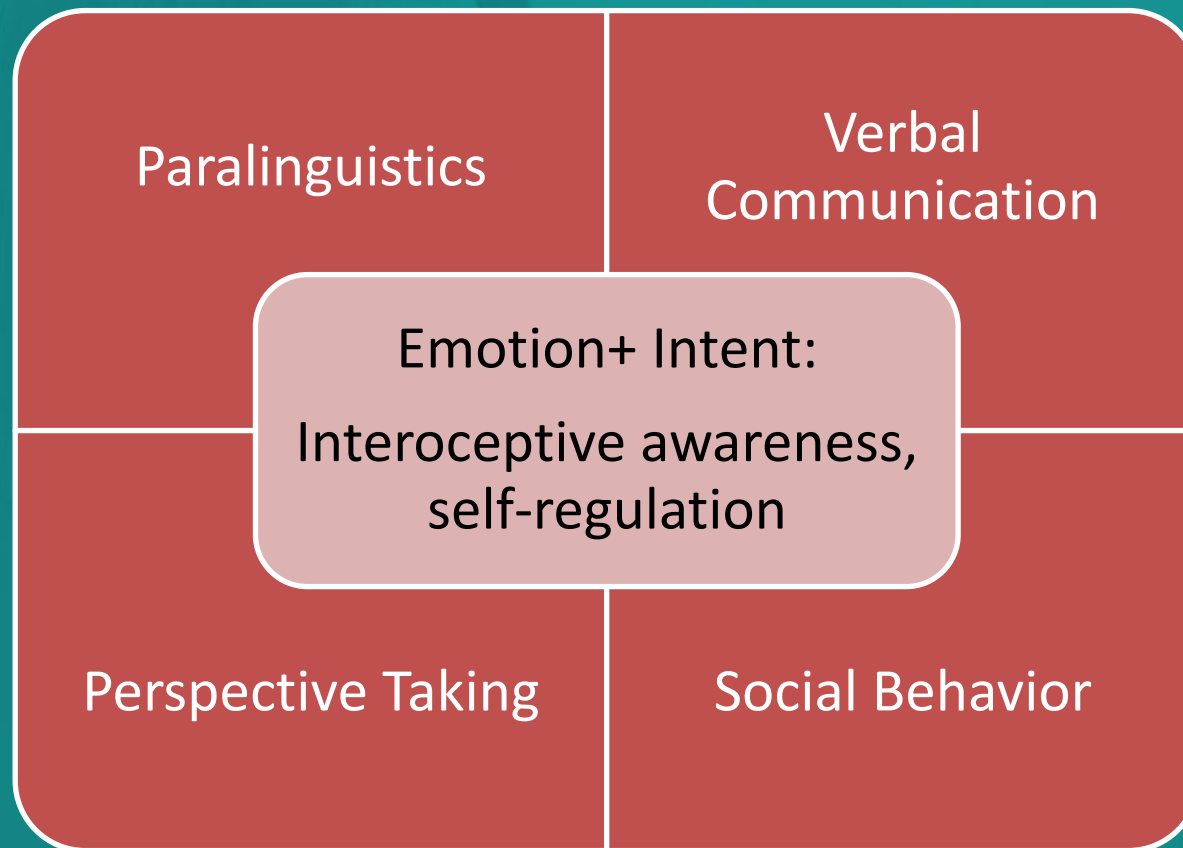 Paralinguistics
Verbal
Communication
Emotion+ Intent:
Interoceptive awareness,
self-regulation
Perspective Taking
Social Behavior